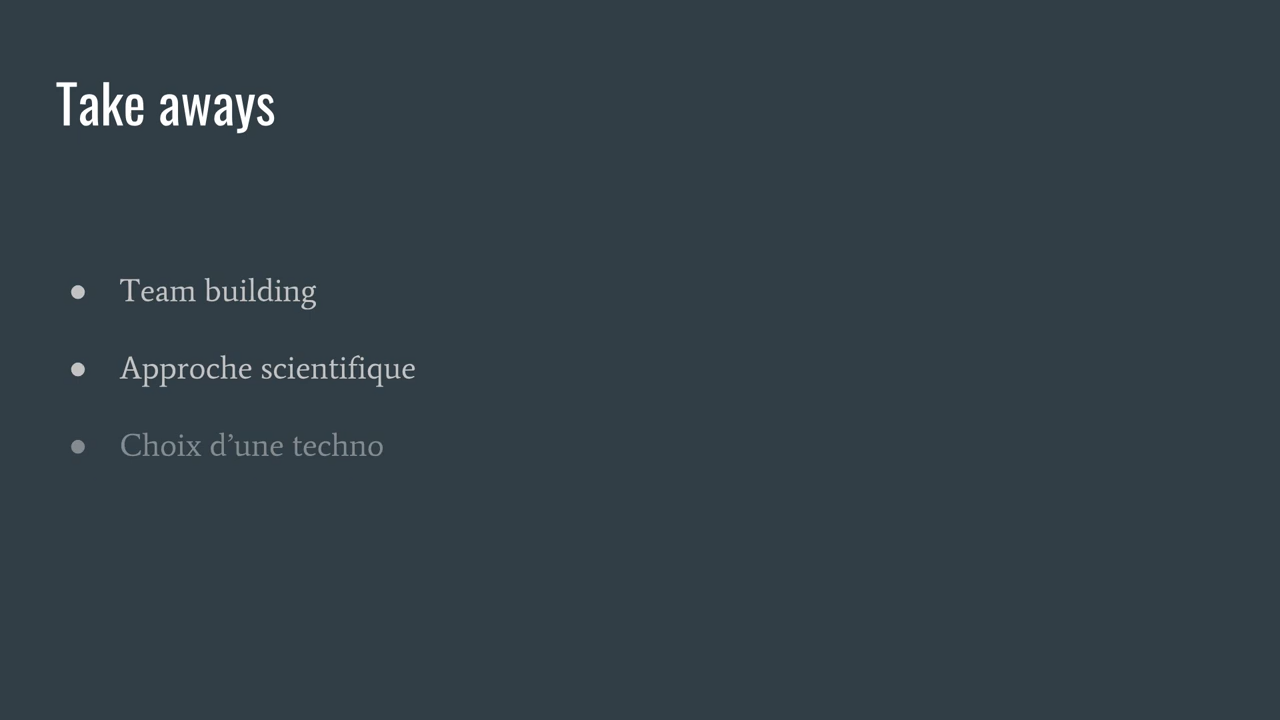 Take aways
● Team building
● Approche scientifique
● Choix d’une techno